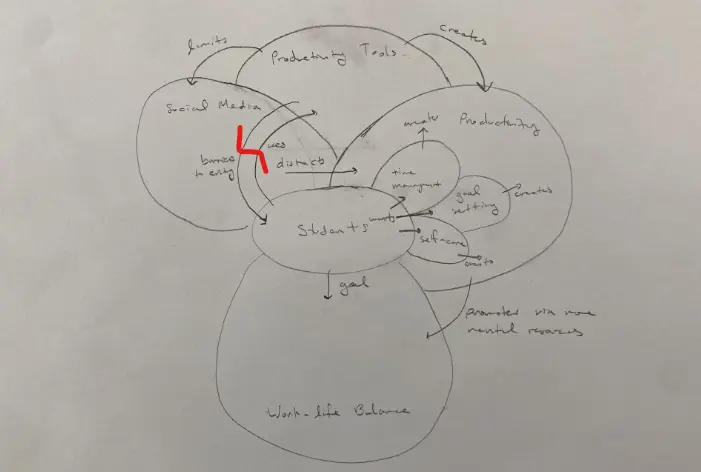 limits
creates
Productivity Tools
Social Media
Productivity
uses
creates
barrier
to entry
distracts
time
management
goal
setting
creates
Students
wants
self-care
creates
goal
promoted via more
mental resources
Work-life Balance